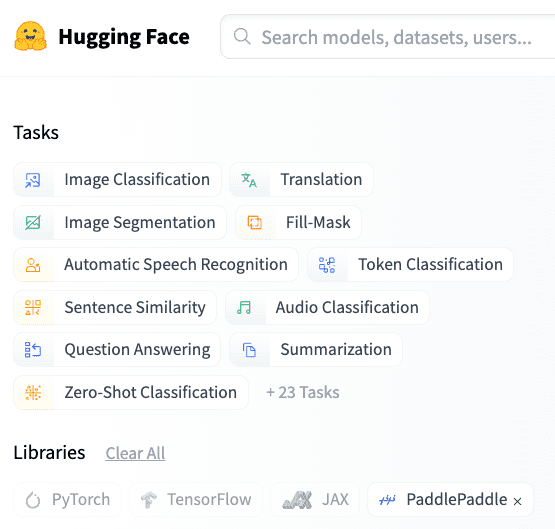 Hugging Face Search models, datasets, users...
Tasks
Image Classification Translation
Image Segmentation Fill-Mask
Automatic Speech Recognition Token Classification
Sentence Similarity Audio Classification
Question Answering Summarization
Zero-Shot Classification + 23 Tasks
Libraries Clear All
PyTorch TensorFlow JAX PaddlePaddle ×